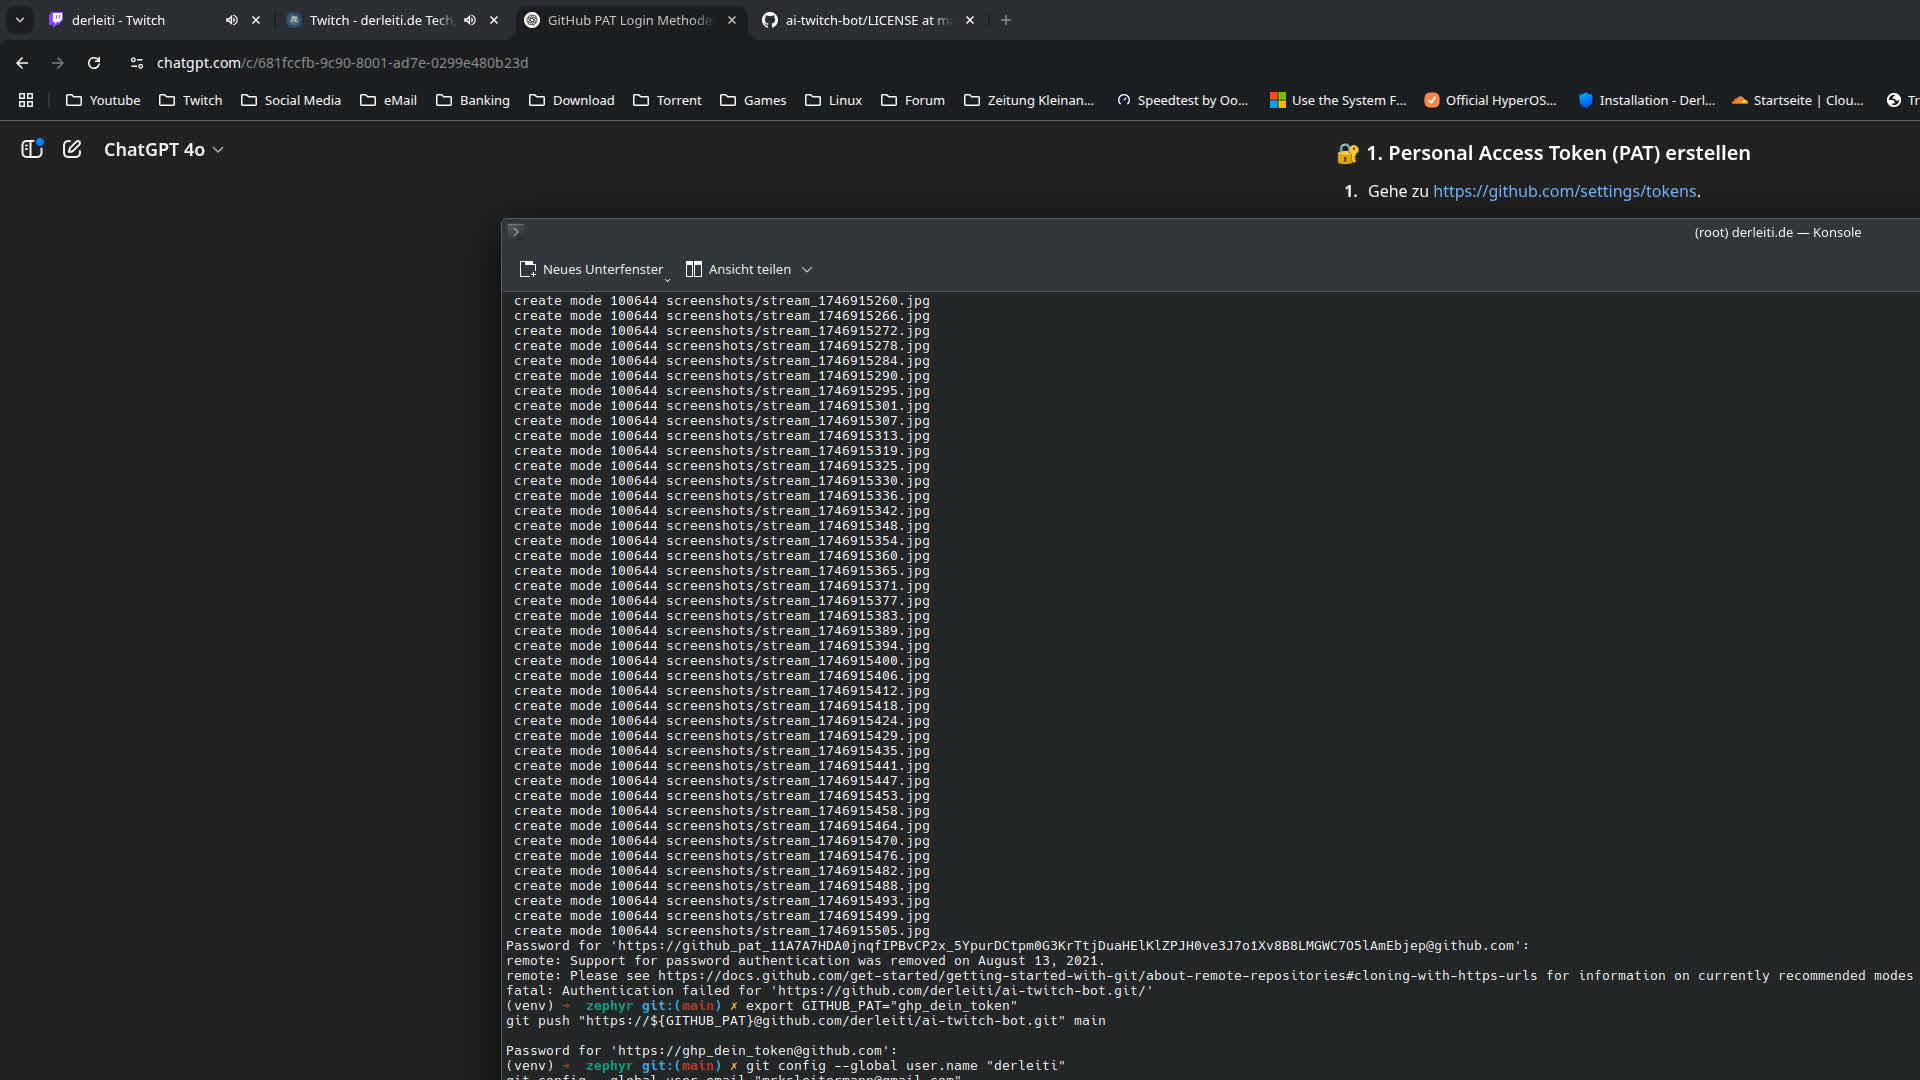 derleiti - Twitch
Twitch - derleiti.de Tech
GitHub PAT Login Methode
ai-twitch-bot/LICENSE at m
chatgpt.com/c/681fccfb-9c90-8001-ad7e-0299e480b23d
Youtube Twitch Social Media eMail Banking Download Torrent Games Linux Forum Zeitung Kleinan... Speedtest by Oo... Use the System F... Official HyperOS... Installation - Derl... Startseite | Clou... Tr
ChatGPT 4o
🔐 1. Personal Access Token (PAT) erstellen
1. Gehe zu https://github.com/settings/tokens.
(root) derleiti.de — Konsole
Neues Unterfenster Ansicht teilen
create mode 100644 screenshots/stream_1746915260.jpg
create mode 100644 screenshots/stream_1746915266.jpg
create mode 100644 screenshots/stream_1746915272.jpg
create mode 100644 screenshots/stream_1746915278.jpg
create mode 100644 screenshots/stream_1746915284.jpg
create mode 100644 screenshots/stream_1746915290.jpg
create mode 100644 screenshots/stream_1746915295.jpg
create mode 100644 screenshots/stream_1746915301.jpg
create mode 100644 screenshots/stream_1746915307.jpg
create mode 100644 screenshots/stream_1746915313.jpg
create mode 100644 screenshots/stream_1746915319.jpg
create mode 100644 screenshots/stream_1746915325.jpg
create mode 100644 screenshots/stream_1746915330.jpg
create mode 100644 screenshots/stream_1746915336.jpg
create mode 100644 screenshots/stream_1746915342.jpg
create mode 100644 screenshots/stream_1746915348.jpg
create mode 100644 screenshots/stream_1746915354.jpg
create mode 100644 screenshots/stream_1746915360.jpg
create mode 100644 screenshots/stream_1746915365.jpg
create mode 100644 screenshots/stream_1746915371.jpg
create mode 100644 screenshots/stream_1746915377.jpg
create mode 100644 screenshots/stream_1746915383.jpg
create mode 100644 screenshots/stream_1746915389.jpg
create mode 100644 screenshots/stream_1746915394.jpg
create mode 100644 screenshots/stream_1746915400.jpg
create mode 100644 screenshots/stream_1746915406.jpg
create mode 100644 screenshots/stream_1746915412.jpg
create mode 100644 screenshots/stream_1746915418.jpg
create mode 100644 screenshots/stream_1746915424.jpg
create mode 100644 screenshots/stream_1746915429.jpg
create mode 100644 screenshots/stream_1746915435.jpg
create mode 100644 screenshots/stream_1746915441.jpg
create mode 100644 screenshots/stream_1746915447.jpg
create mode 100644 screenshots/stream_1746915453.jpg
create mode 100644 screenshots/stream_1746915458.jpg
create mode 100644 screenshots/stream_1746915464.jpg
create mode 100644 screenshots/stream_1746915470.jpg
create mode 100644 screenshots/stream_1746915476.jpg
create mode 100644 screenshots/stream_1746915482.jpg
create mode 100644 screenshots/stream_1746915488.jpg
create mode 100644 screenshots/stream_1746915493.jpg
create mode 100644 screenshots/stream_1746915499.jpg
create mode 100644 screenshots/stream_1746915505.jpg
Password for 'https://@github.com':
remote: Support for password authentication was removed on August 13, 2021.
remote: Please see https://docs.github.com/get-started/getting-started-with-git/about-remote-repositories#cloning-with-https-urls for information on currently recommended modes
fatal: Authentication failed for 'https://github.com/derleiti/ai-twitch-bot.git/'
(venv) → zephyr git:(main) ✗ export GITHUB_PAT="ghp_dein_token"
git push "https://${GITHUB_PAT}@github.com/derleiti/ai-twitch-bot.git" main
Password for 'https://ghp_dein_token@github.com':
(venv) → zephyr git:(main) ✗ git config --global user.name "derleiti"
git config --global user.email